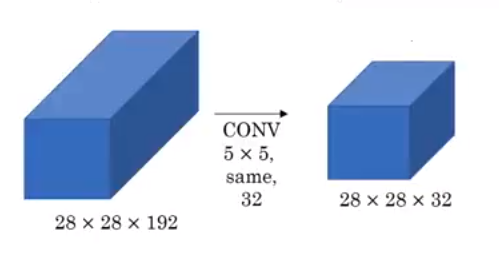 CONV
5 × 5,
same,
32
28 × 28 × 192
28 × 28 × 32